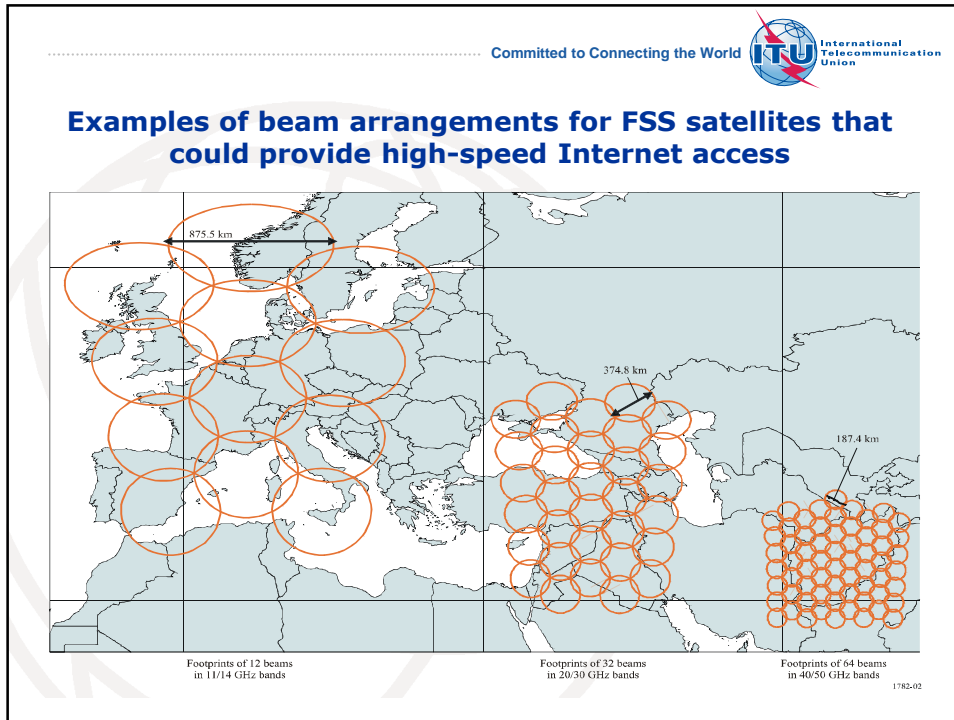 Committed to Connecting the World
ITU
International
Telecommunication
Union
Examples of beam arrangements for FSS satellites that
could provide high-speed Internet access
875.5 km
374.8 km
187.4 km
Footprints of 12 beams
in 11/14 GHz bands
Footprints of 32 beams
in 20/30 GHz bands
Footprints of 64 beams
in 40/50 GHz bands
1782-02